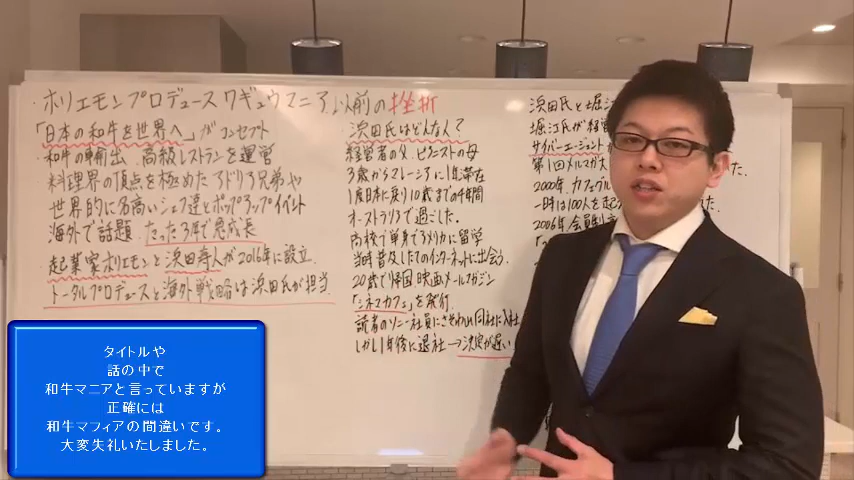 ・ホリエモンプロデュース ワギュウマニア以前の挫折
「日本の和牛を世界へ」がコンセプト
・和牛の輸出 高級レストランを運営
料理界の頂点を極めたアドリア兄弟や
世界的に名高いシェフ達とポップアップイベント
海外で話題 たった3年で急成長
・起業家ホリエモンと浜田寿人が2016年に設立
トータルプロデュースと海外戦略は浜田氏が担当
浜田氏はどんな人?
経営者の父、ピアニストの母
3歳からマレーシアに1年滞在
1度日本に戻り10歳までの4年間
オーストラリアで過ごした。
高校で単身アメリカに留学
当時普及したてのインターネットに出会う。
20歳で帰国 映画メールマガジン
「シネマカフェ」を発行
読者のソニー社員にさそわれ同社に入社
しかし1年後に退社→決定が遅い
浜田氏と堀江
堀江氏が経営
サイバーエージェント
第1回メルマガ大
た。
2000年、カフェグル
一時は100人を起
2006年 会員制
タイトルや
話の中で
和牛マニアと言っていますが
正確には
和牛マフィアの間違いです。
大変失礼いたしました。